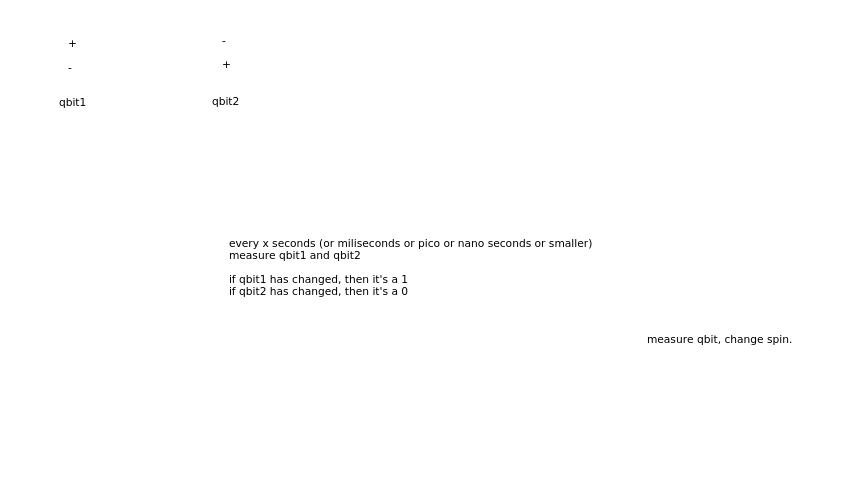 + -
- +
qbit1 qbit2
every x seconds (or miliseconds or pico or nano seconds or smaller)
measure qbit1 and qbit2
if qbit1 has changed, then it's a 1
if qbit2 has changed, then it's a 0
measure qbit, change spin.